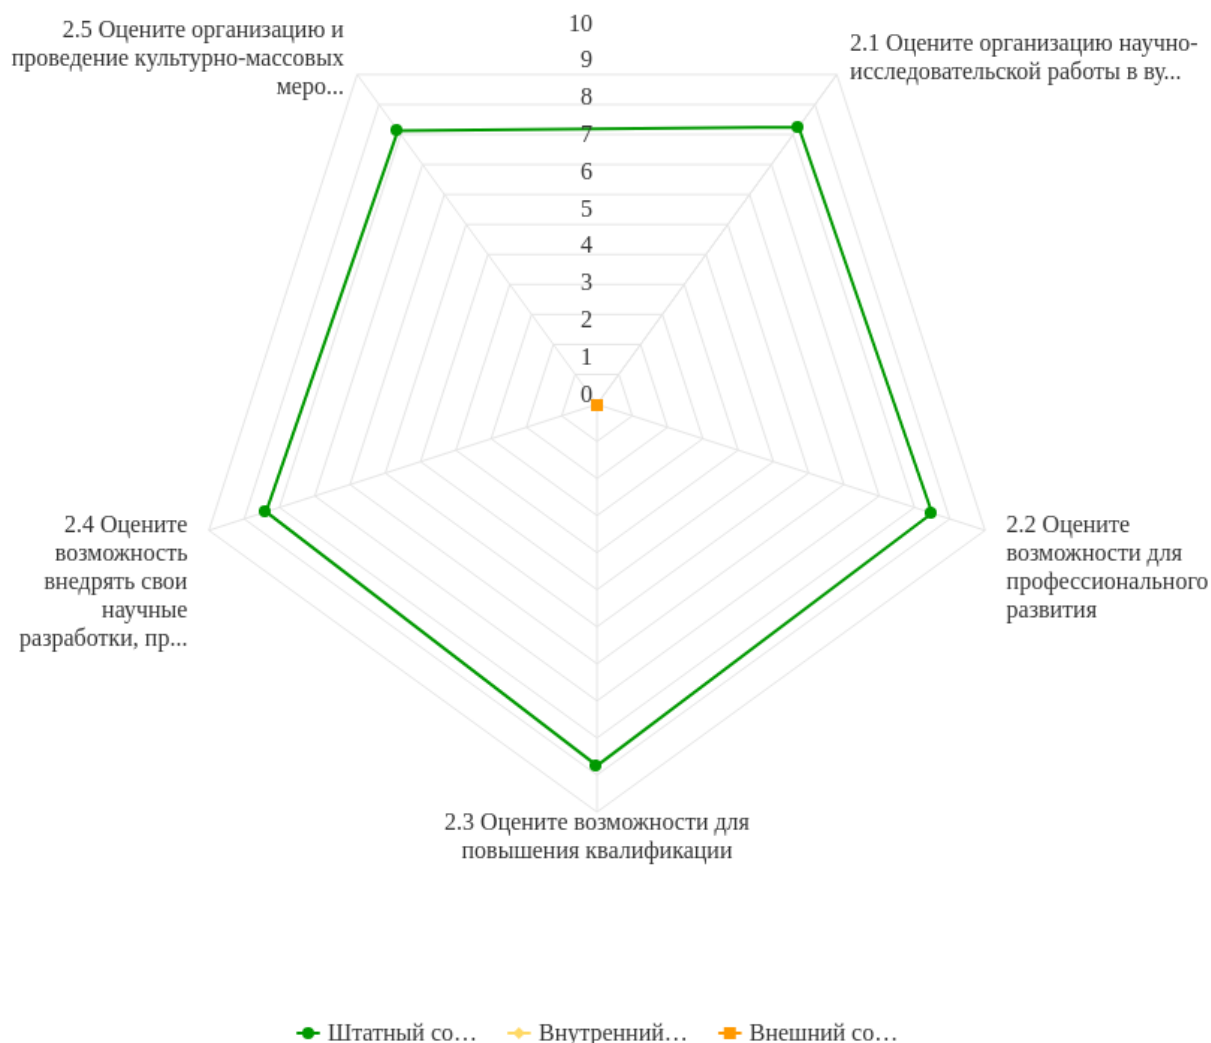 2.5 Оцените организацию и
проведение культурно-массовых
меро...
10
9
8
7
6
5
4
3
2
1
0
2.1 Оцените организацию научно-
исследовательской работы в ву...
2.4 Оцените
возможность
внедрять свои
научные
разработки, пр...
2.2 Оцените
возможности для
профессионального
развития
2.3 Оцените возможности для
повышения квалификации
Штатный со... Внутренний... Внешний со...